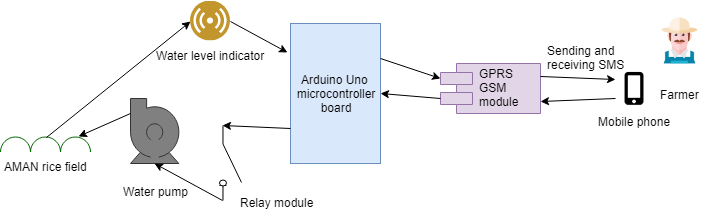 Water level indicator
Arduino Uno
microcontroller
board
GPRS
GSM
module
Sending and
receiving SMS
Farmer
Mobile phone
AMAN rice field
Water pump
Relay module